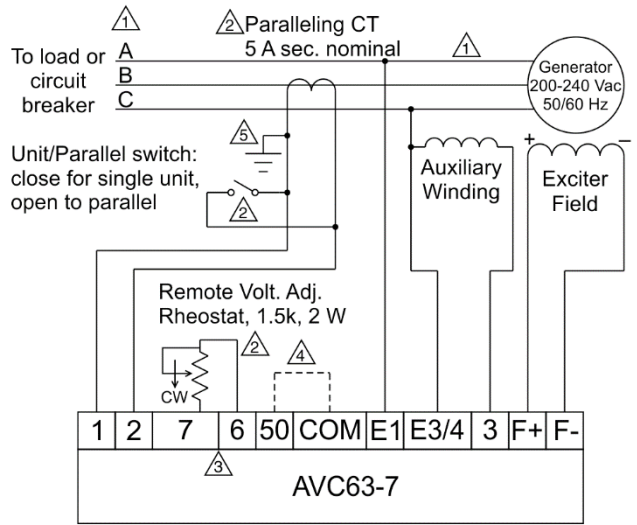 1
2 Paralleling CT
5 A sec. nominal
1
To load or
circuit
breaker
A
B
C
Generator
200-240 Vac
50/60 Hz
5
Unit/Parallel switch:
close for single unit,
open to parallel
2
Auxiliary
Winding
+
−
Exciter
Field
Remote Volt. Adj.
Rheostat, 1.5k, 2 W
2
4
CW
1 2 7 6 50 COM E1 E3/4 3 F+ F-
3
AVC63-7